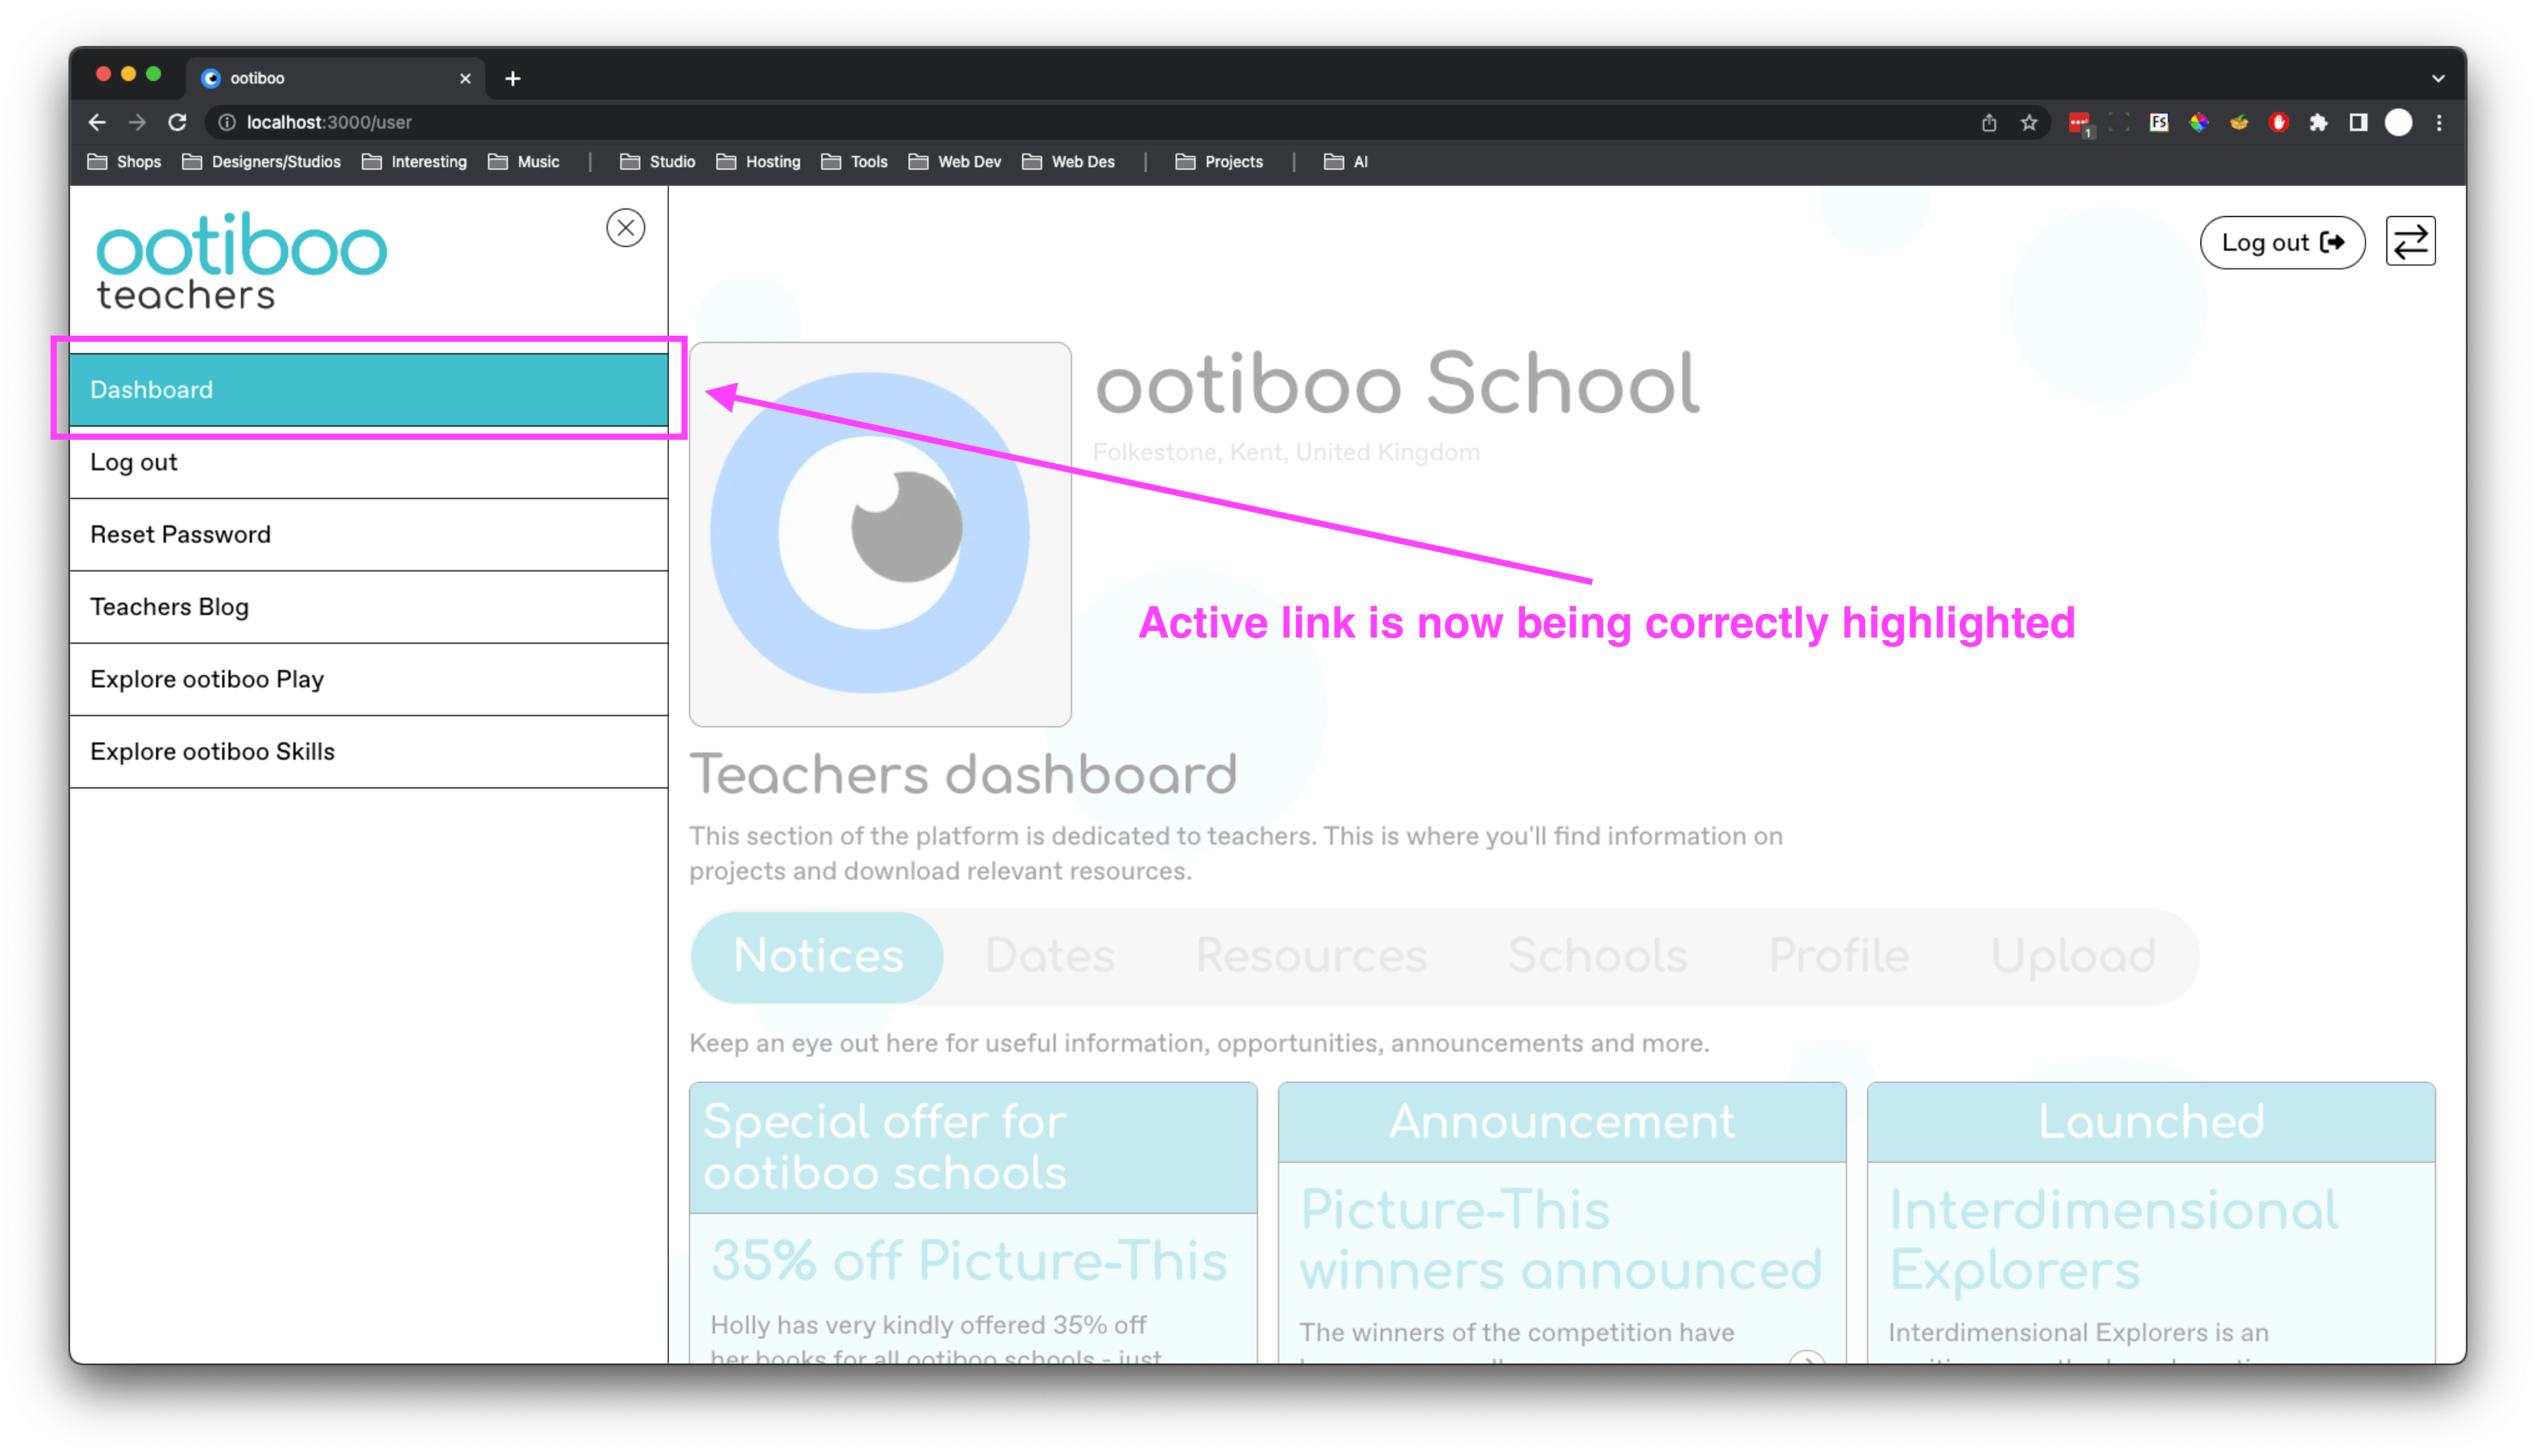 ootiboo
localhost:3000/user
1
FS
Shops Designers/Studios Interesting Music | Studio Hosting Tools Web Dev Web Des | Projects | AI
ootiboo
teachers
Log out
Dashboard
Log out
Reset Password
Teachers Blog
Explore ootiboo Play
Explore ootiboo Skills
ootiboo School
Folkestone, Kent, United Kingdom
Active link is now being correctly highlighted
Teachers dashboard
This section of the platform is dedicated to teachers. This is where you'll find information on
projects and download relevant resources.
Notices Dates Resources Schools Profile Upload
Keep an eye out here for useful information, opportunities, announcements and more.
Special offer for
ootiboo schools
35% off Picture-This
Holly has very kindly offered 35% off
her books for all ootiboo schools - just
Announcement
Picture-This
winners announced
The winners of the competition have
Launched
Interdimensional
Explorers
Interdimensional Explorers is an